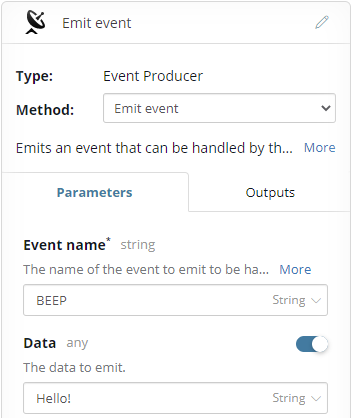 Emit event
Type: Event Producer
Method: Emit event
Emits an event that can be handled by th... More
Parameters Outputs
Event name* string
The name of the event to emit to be ha... More
BEEP String
Data any
The data to emit.
Hello! String